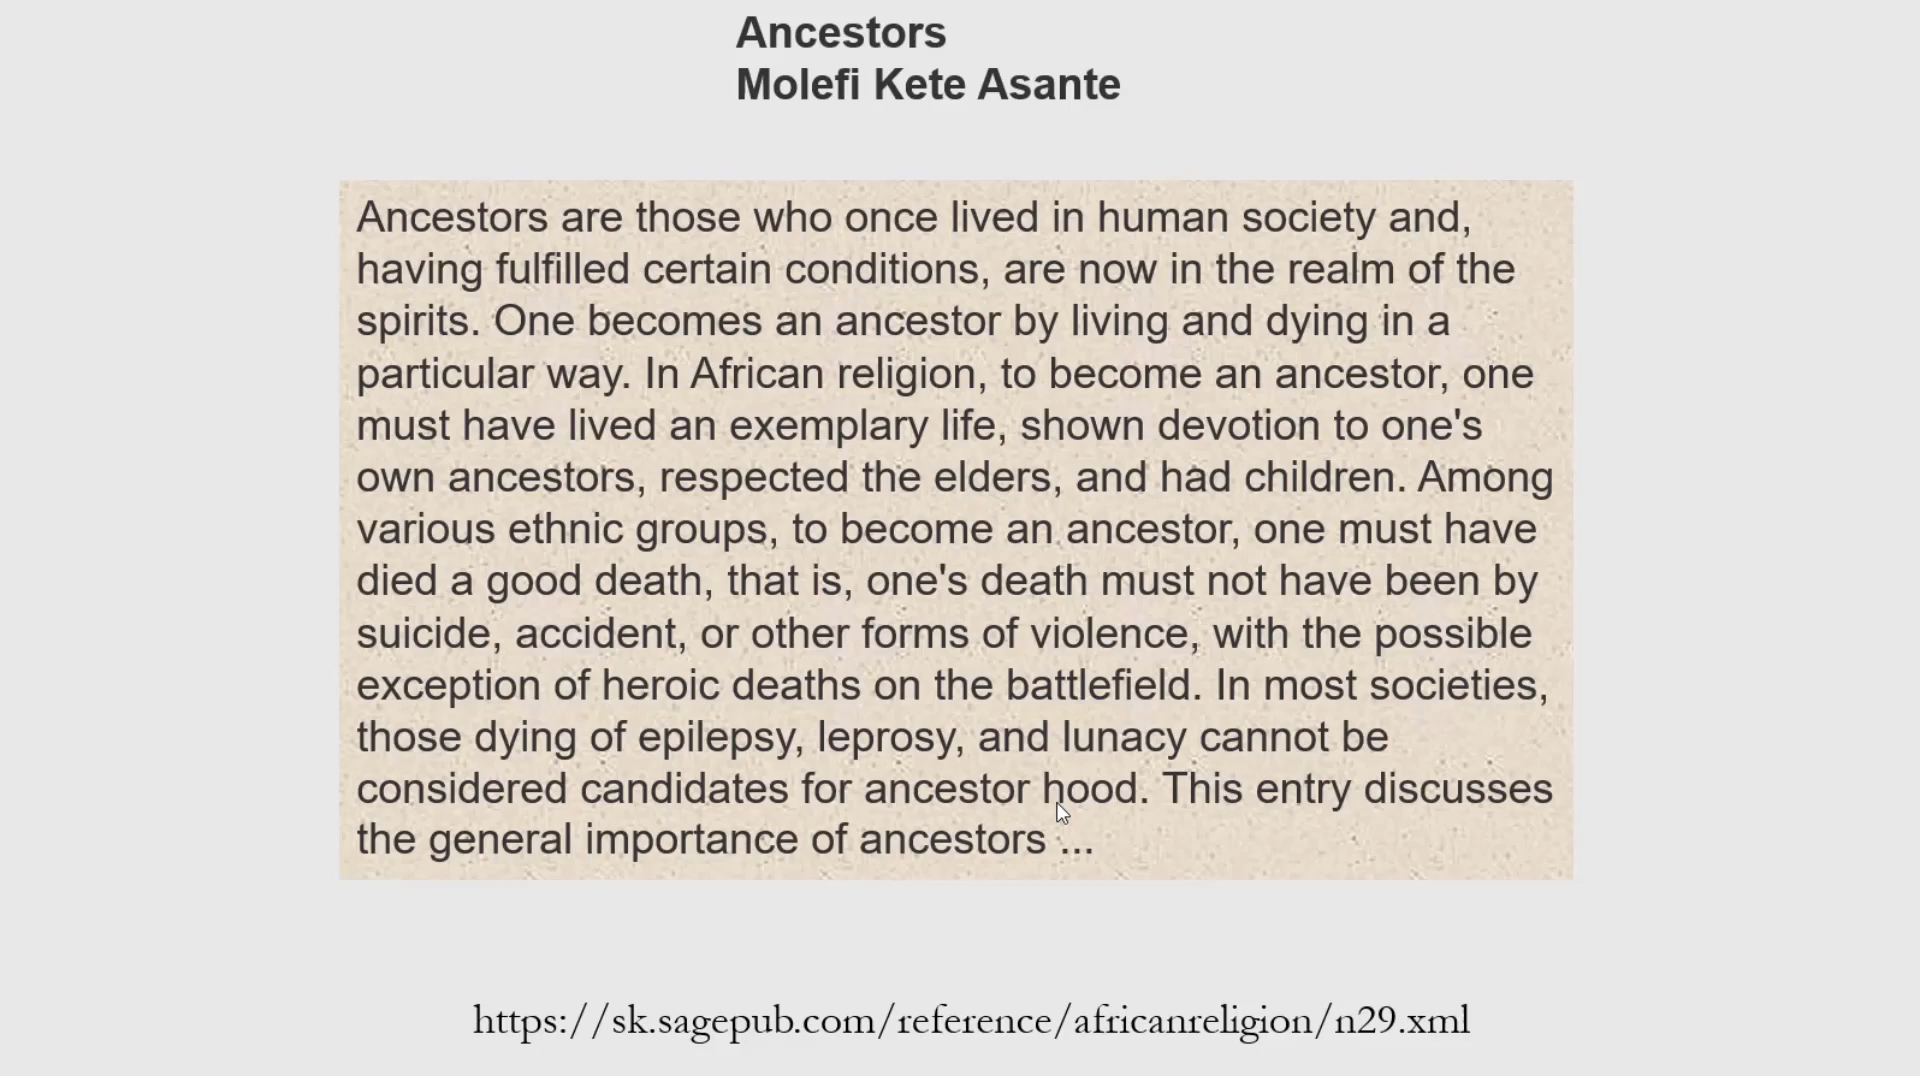 Ancestors
Molefi Kete Asante
Ancestors are those who once lived in human society and,
having fulfilled certain conditions, are now in the realm of the
spirits. One becomes an ancestor by living and dying in a
particular way. In African religion, to become an ancestor, one
must have lived an exemplary life, shown devotion to one's
own ancestors, respected the elders, and had children. Among
various ethnic groups, to become an ancestor, one must have
died a good death, that is, one's death must not have been by
suicide, accident, or other forms of violence, with the possible
exception of heroic deaths on the battlefield. In most societies,
those dying of epilepsy, leprosy, and lunacy cannot be
considered candidates for ancestor hood. This entry discusses
the general importance of ancestors ...
https://sk.sagepub.com/reference/africanreligion/n29.xml